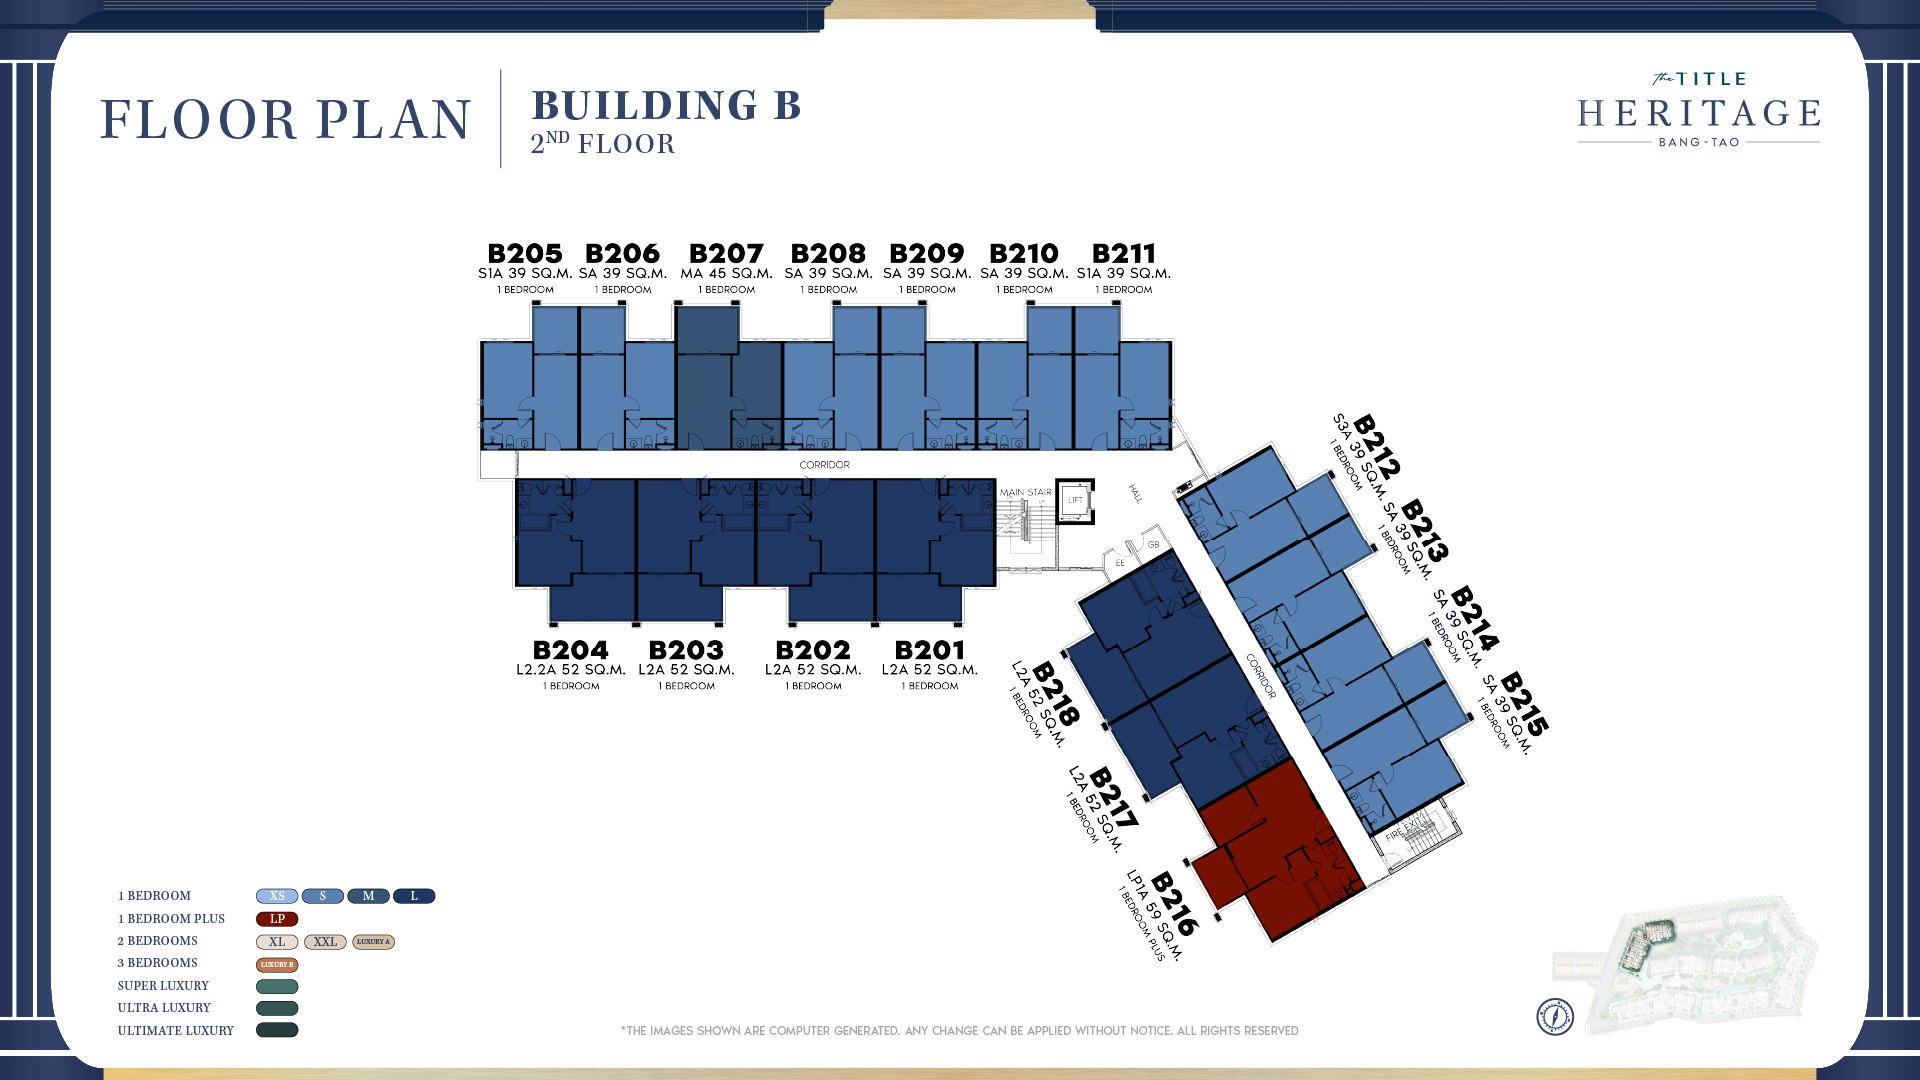 FLOOR PLAN
BUILDING B
2ND FLOOR
the TITLE
HERITAGE
BANG-TAO
B205
S1A 39 SQ.M.
1 BEDROOM
B206
SA 39 SQ.M.
1 BEDROOM
B207
MA 45 SQ.M.
1 BEDROOM
B208
SA 39 SQ.M.
1 BEDROOM
B209
SA 39 SQ.M.
1 BEDROOM
B210
SA 39 SQ.M.
1 BEDROOM
B211
S1A 39 SQ.M.
1 BEDROOM
CORRIDOR
MAIN STAIR
UP
LIFT
HALL
GB
EE
B204
L2.2A 52 SQ.M.
1 BEDROOM
B203
L2A 52 SQ.M.
1 BEDROOM
B202
L2A 52 SQ.M.
1 BEDROOM
B201
L2A 52 SQ.M.
1 BEDROOM
B212
S3A 39 SQ.M.
1 BEDROOM
B213
SA 39 SQ.M.
1 BEDROOM
B214
SA 39 SQ.M.
1 BEDROOM
B215
SA 39 SQ.M.
1 BEDROOM
CORRIDOR
B218
L2A 52 SQ.M.
1 BEDROOM
B217
L2A 52 SQ.M.
1 BEDROOM
B216
LP1A 59 SQ.M.
1 BEDROOM PLUS
FIRE EXIT
1 BEDROOM XS S M L
1 BEDROOM PLUS LP
2 BEDROOMS XL XXL LUXURY A
3 BEDROOMS LUXURY B
SUPER LUXURY
ULTRA LUXURY
ULTIMATE LUXURY
*THE IMAGES SHOWN ARE COMPUTER GENERATED. ANY CHANGE CAN BE APPLIED WITHOUT NOTICE. ALL RIGHTS RESERVED